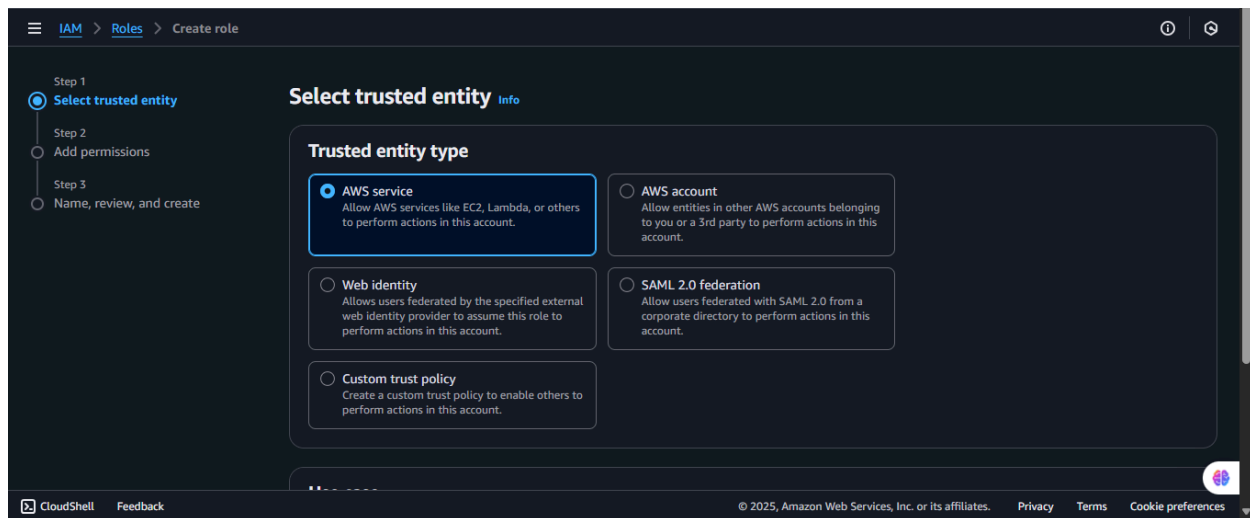 IAM > Roles > Create role
Step 1
Select trusted entity
Step 2
Add permissions
Step 3
Name, review, and create
Select trusted entity Info
Trusted entity type
AWS service
Allow AWS services like EC2, Lambda, or others
to perform actions in this account.
AWS account
Allow entities in other AWS accounts belonging
to you or a 3rd party to perform actions in this
account.
Web identity
Allows users federated by the specified external
web identity provider to assume this role to
perform actions in this account.
SAML 2.0 federation
Allow users federated with SAML 2.0 from a
corporate directory to perform actions in this
account.
Custom trust policy
Create a custom trust policy to enable others to
perform actions in this account.
CloudShell Feedback © 2025, Amazon Web Services, Inc. or its affiliates. Privacy Terms Cookie preferences